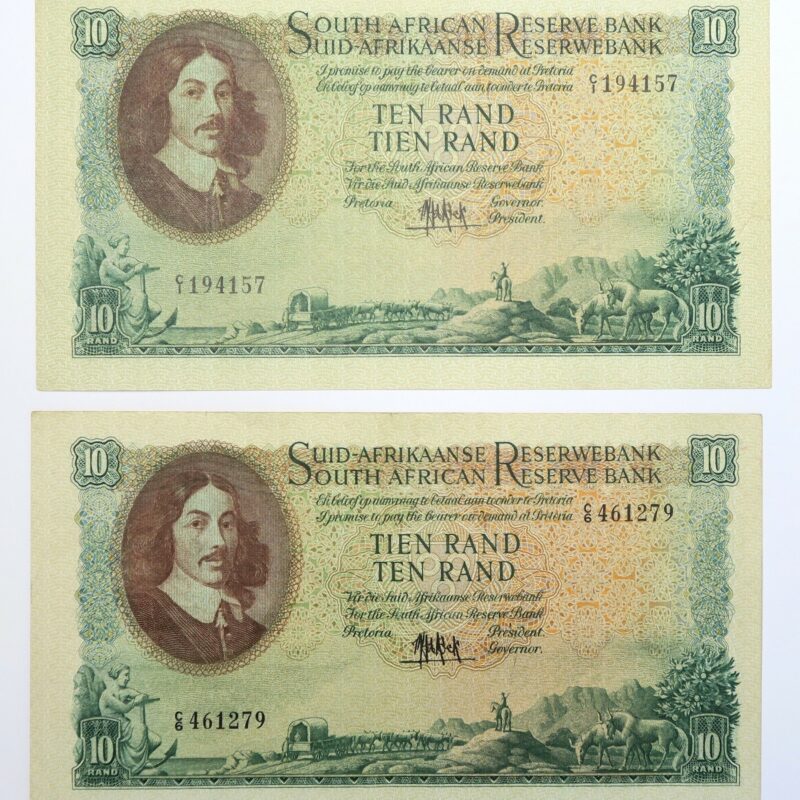 10
SOUTH AFRICAN RESERVE BANK
10
SUID-AFRIKAANSE RESERWEBANK
I promise to pay the bearer on demand at Pretoria
Ek beloof op aanvraag te betaal aan toonder te Pretoria
C/1 194157
TEN RAND
TIEN RAND
For the South African Reserve Bank
Vir die Suid-Afrikaanse Reserwebank
Pretoria
Governor.
President.
C/1 194157
10
RAND
10
RAND
10
SUID-AFRIKAANSE RESERWEBANK
10
SOUTH AFRICAN RESERVE BANK
Ek beloof op aanvraag te betaal aan toonder te Pretoria
I promise to pay the bearer on demand at Pretoria
C/6 461279
TIEN RAND
TEN RAND
Vir die Suid-Afrikaanse Reserwebank
For the South African Reserve Bank
Pretoria
President.
Governor.
C/6 461279
10
RAND
10
RAND